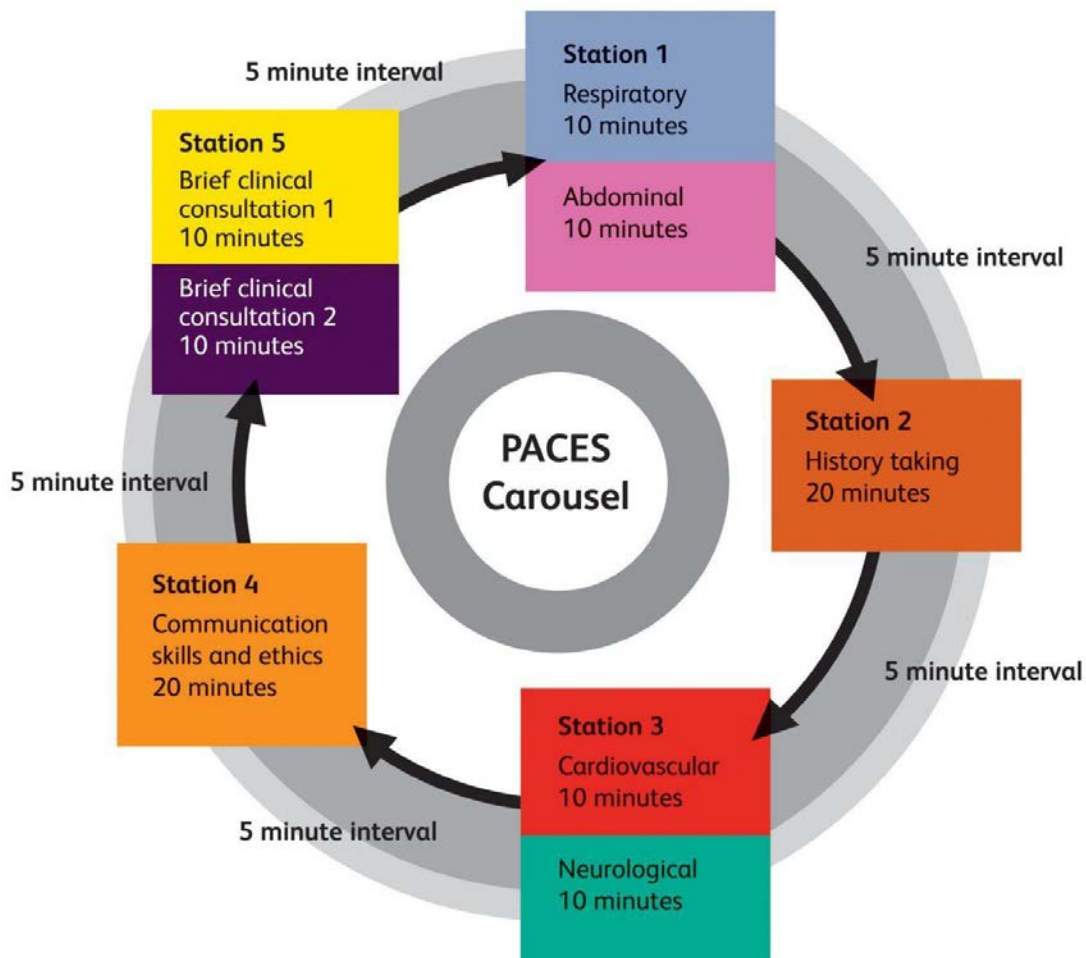 5 minute interval
Station 1
Respiratory
10 minutes
Abdominal
10 minutes
5 minute interval
Station 2
History taking
20 minutes
5 minute interval
Station 3
Cardiovascular
10 minutes
Neurological
10 minutes
5 minute interval
Station 4
Communication
skills and ethics
20 minutes
5 minute interval
Station 5
Brief clinical
consultation 1
10 minutes
Brief clinical
consultation 2
10 minutes
PACES
Carousel